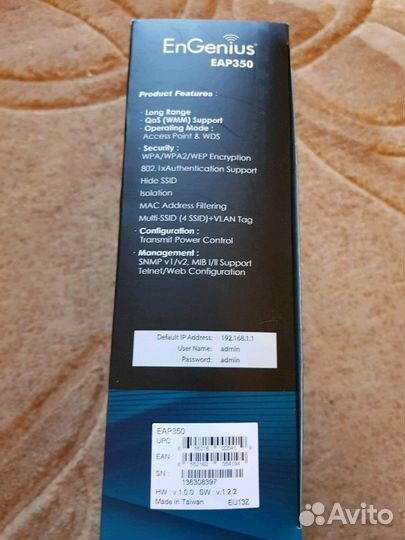 EnGenius®
EAP350
Product Features :
· Long Range
· QoS (WMM) Support
· Operating Mode :
Access Point & WDS
· Security :
WPA/WPA2/WEP Encryption
802.1xAuthentication Support
Hide SSID
Isolation
MAC Address Filtering
Multi-SSID (4 SSID)+VLAN Tag
· Configuration :
Transmit Power Control
· Management :
SNMP v1/v2, MIB I/II Support
Telnet/Web Configuration
Default IP Address: 192.168.1.1
User Name: admin
Password: admin
EAP350
UPC :
EAN :
SN :
136308397
HW : v.1.0.0 SW : v.1.2.2
Made in Taiwan EU13Z
Avito